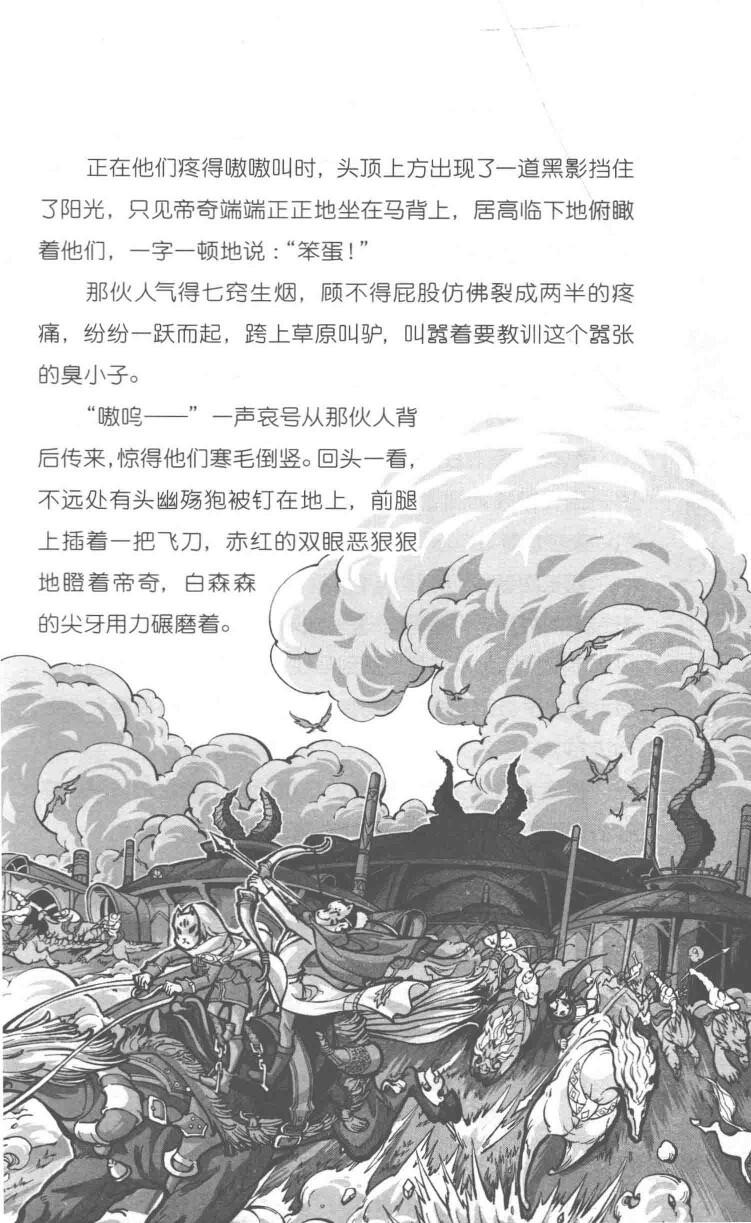 正在他们疼得嗷嗷叫时，头顶上方出现了一道黑影挡住
了阳光，只见帝奇端端正正地坐在马背上，居高临下地俯瞰
着他们，一字一顿地说：“笨蛋！”
那伙人气得七窍生烟，顾不得屁股仿佛裂成两半的疼
痛，纷纷一跃而起，跨上草原叫驴，叫嚣着要教训这个嚣张
的臭小子。
“嗷呜——”一声哀号从那伙人背
后传来，惊得他们寒毛倒竖。回头一看，
不远处有头幽殇狍被钉在地上，前腿
上插着一把飞刀，赤红的双眼恶狠狠
地瞪着帝奇，白森森
的尖牙用力碾磨着。